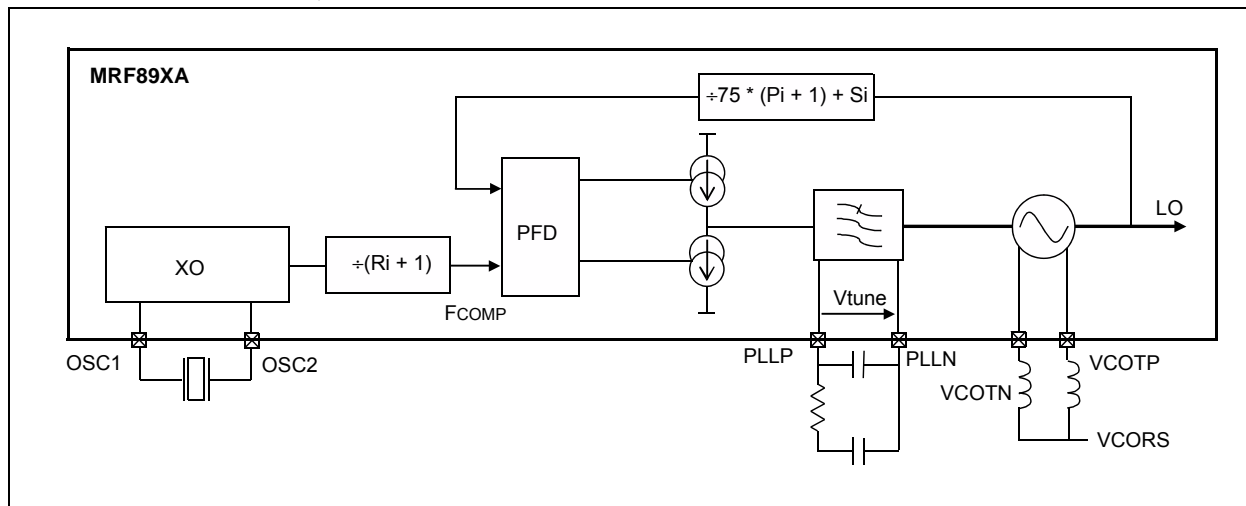 MRF89XA
÷75 * (Pi + 1) + Si
LO
PFD
XO
÷(Ri + 1)
FCOMP
Vtune
OSC1
OSC2
PLLP
PLLN
VCOTN
VCOTP
VCORS